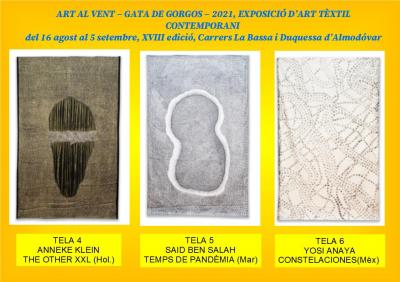 ART AL VENT – GATA DE GORGOS – 2021, EXPOSICIÓ D'ART TÈXTIL
CONTEMPORANI
del 16 agost al 5 setembre, XVIII edició, Carrers La Bassa i Duquessa d'Almodóvar
TELA 4
ANNEKE KLEIN
THE OTHER XXL (Hol.)
TELA 5
SAID BEN SALAH
TEMPS DE PANDÈMIA (Mar)
TELA 6
YOSI ANAYA
CONSTELACIONES(Mèx)